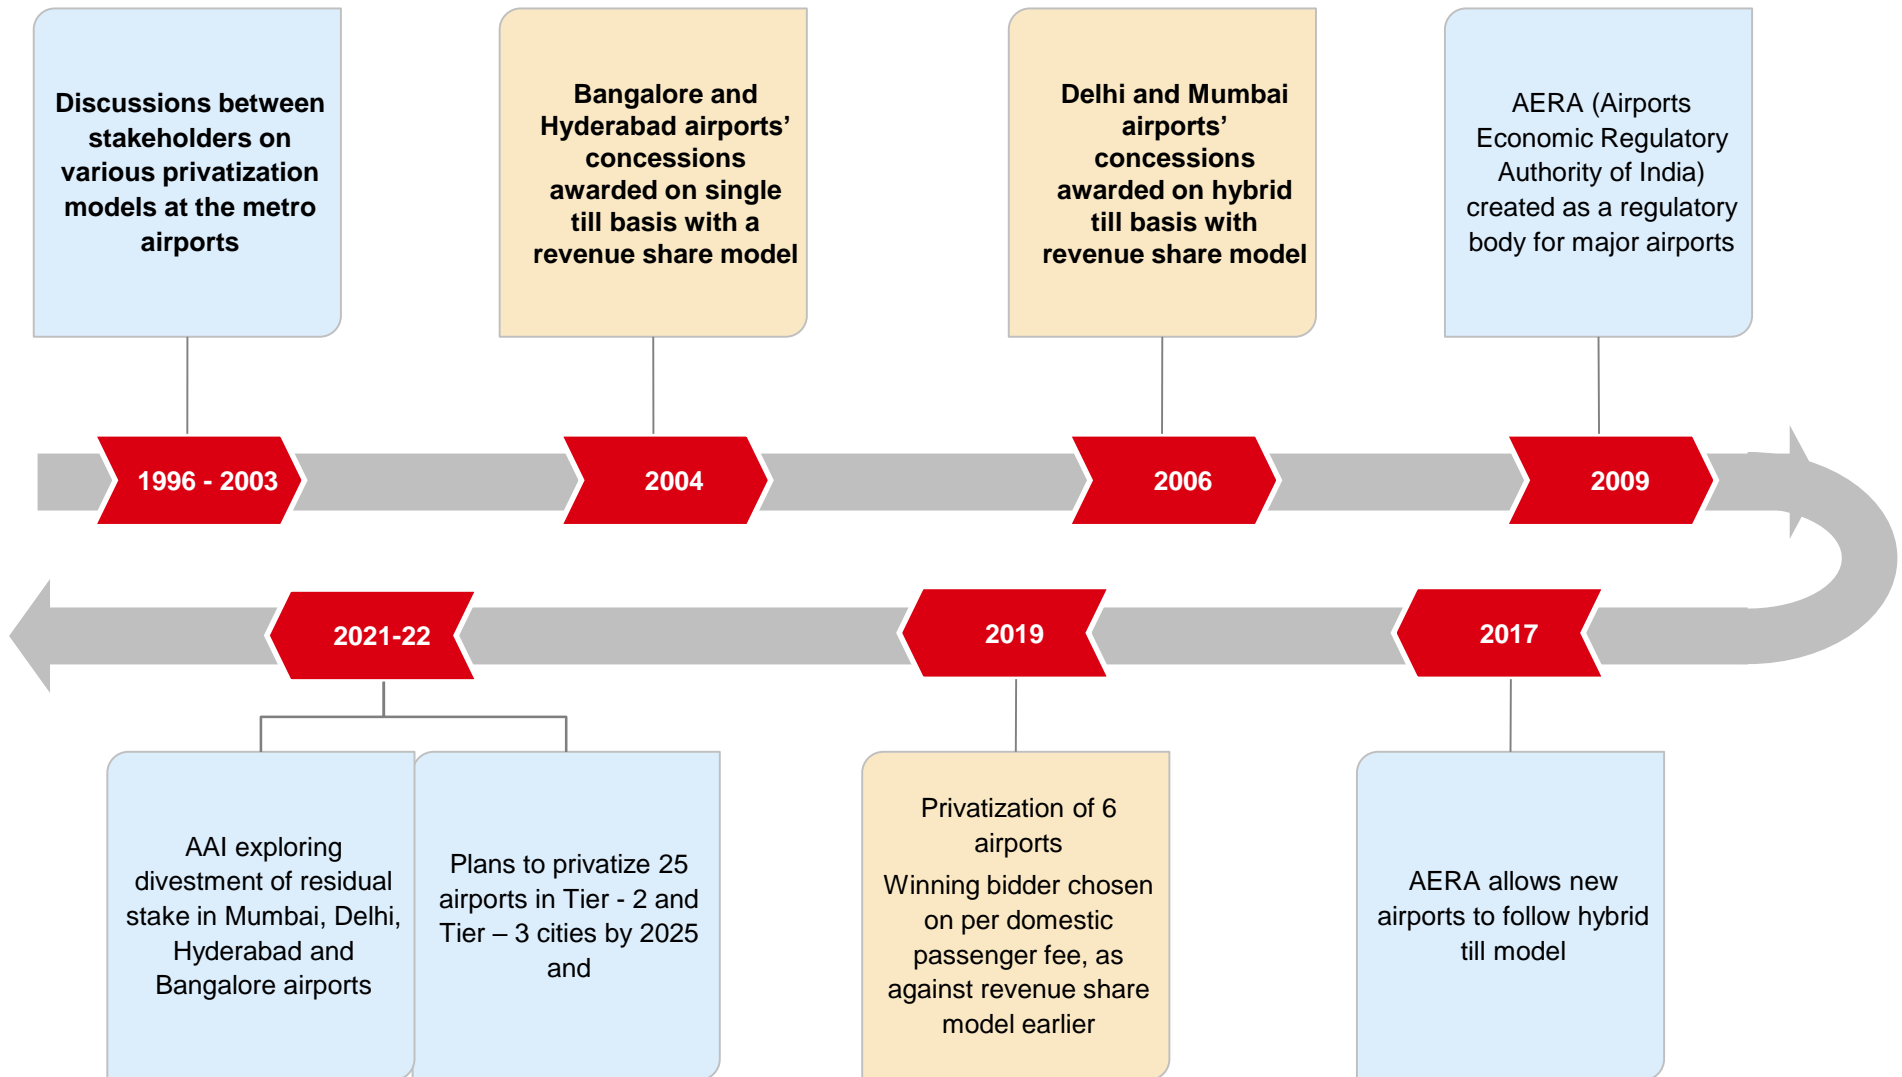 Discussions between
stakeholders on
various privatization
models at the metro
airports
Bangalore and
Hyderabad airports’
concessions
awarded on single
till basis with a
revenue share model
Delhi and Mumbai
airports’
concessions
awarded on hybrid
till basis with
revenue share model
AERA (Airports
Economic Regulatory
Authority of India)
created as a regulatory
body for major airports
1996 - 2003
2004
2006
2009
2021-22
2019
2017
AAI exploring
divestment of residual
stake in Mumbai, Delhi,
Hyderabad and
Bangalore airports
Plans to privatize 25
airports in Tier - 2 and
Tier – 3 cities by 2025
and
Privatization of 6
airports
Winning bidder chosen
on per domestic
passenger fee, as
against revenue share
model earlier
AERA allows new
airports to follow hybrid
till model